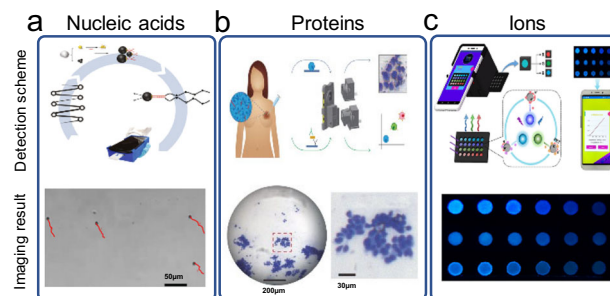 a Nucleic acids
b Proteins
c Ions
Detection scheme
Imaging result
50μm
200μm
30μm